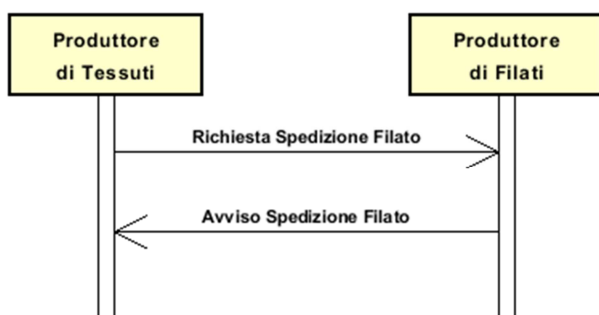 Produttore
di Tessuti
Produttore
di Filati
Richiesta Spedizione Filato
Avviso Spedizione Filato